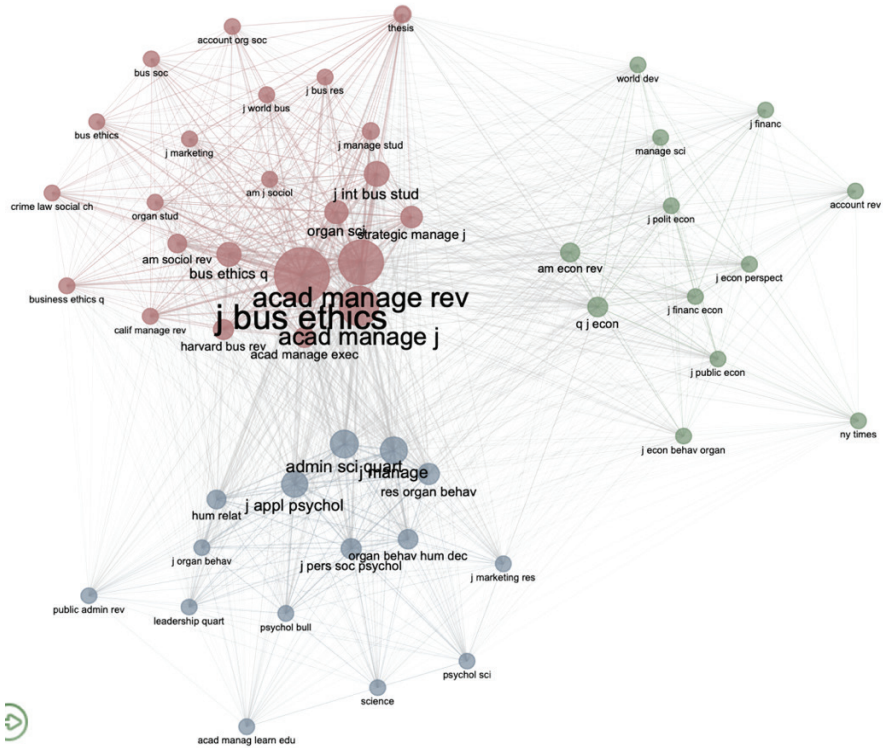 thesis
account org soc
bus soc
world dev
j bus res
j world bus
j financ
bus ethics
j manage stud
manage sci
j marketing
am j sociol
j int bus stud
crime law social ch
account rev
organ stud
j polit econ
organ sci
strategic manage j
am sociol rev
bus ethics q
am econ rev
j econ perspect
business ethics q
acad manage rev
j financ econ
j bus ethics
q j econ
calif manage rev
acad manage j
harvard bus rev
acad manage exec
j public econ
ny times
j econ behav organ
admin sci quart
j manage
res organ behav
j appl psychol
hum relat
organ behav hum dec
j organ behav
j pers soc psychol
j marketing res
public admin rev
leadership quart
psychol bull
psychol sci
science
acad manag learn edu